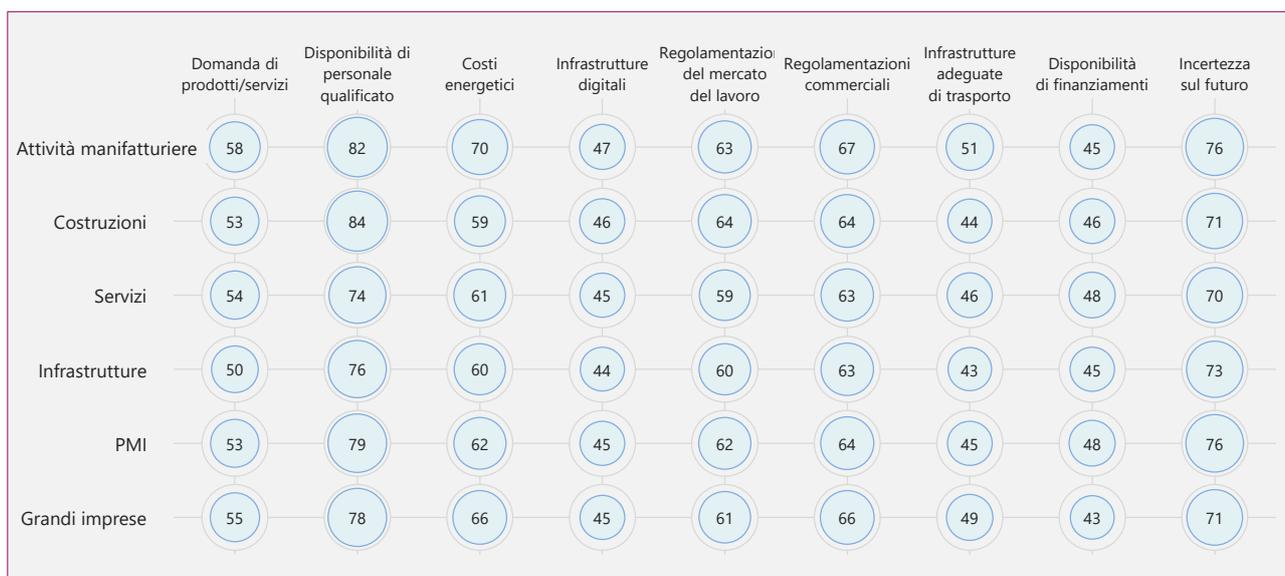 Domanda di
prodotti/servizi
Disponibilità di
personale
qualificato
Costi
energetici
Infrastrutture
digitali
Regolamentazio
del mercato
del lavoro
Regolamentazioni
commerciali
Infrastrutture
adeguate
di trasporto
Disponibilità
di finanziamenti
Incertezza
sul futuro
Attività manifatturiere 58 82 70 47 63 67 51 45 76
Costruzioni 53 84 59 46 64 64 44 46 71
Servizi 54 74 61 45 59 63 46 48 70
Infrastrutture 50 76 60 44 60 63 43 45 73
PMI 53 79 62 45 62 64 45 48 76
Grandi imprese 55 78 66 45 61 66 49 43 71